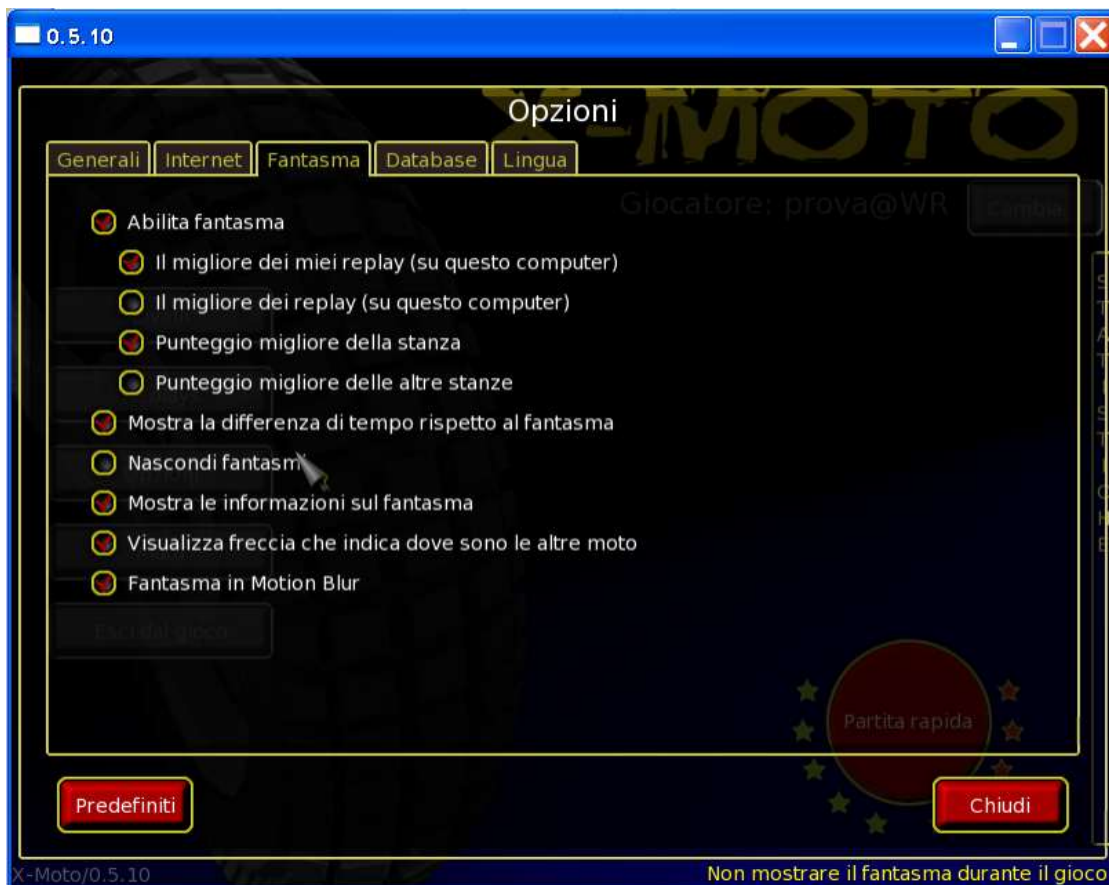 0.5.10
Opzioni
X-MOTO
Generali Internet Fantasma Database Lingua
Giocatore: prova@WR Cambia
Abilita fantasma
Il migliore dei miei replay (su questo computer)
Il migliore dei replay (su questo computer)
Punteggio migliore della stanza
Punteggio migliore delle altre stanze
Mostra la differenza di tempo rispetto al fantasma
Nascondi fantasmi
Mostra le informazioni sul fantasma
Visualizza freccia che indica dove sono le altre moto
Fantasma in Motion Blur
Esci dal gioco
STATISTICHE
Partita rapida
Predefiniti
Chiudi
X-Moto/0.5.10
Non mostrare il fantasma durante il gioco